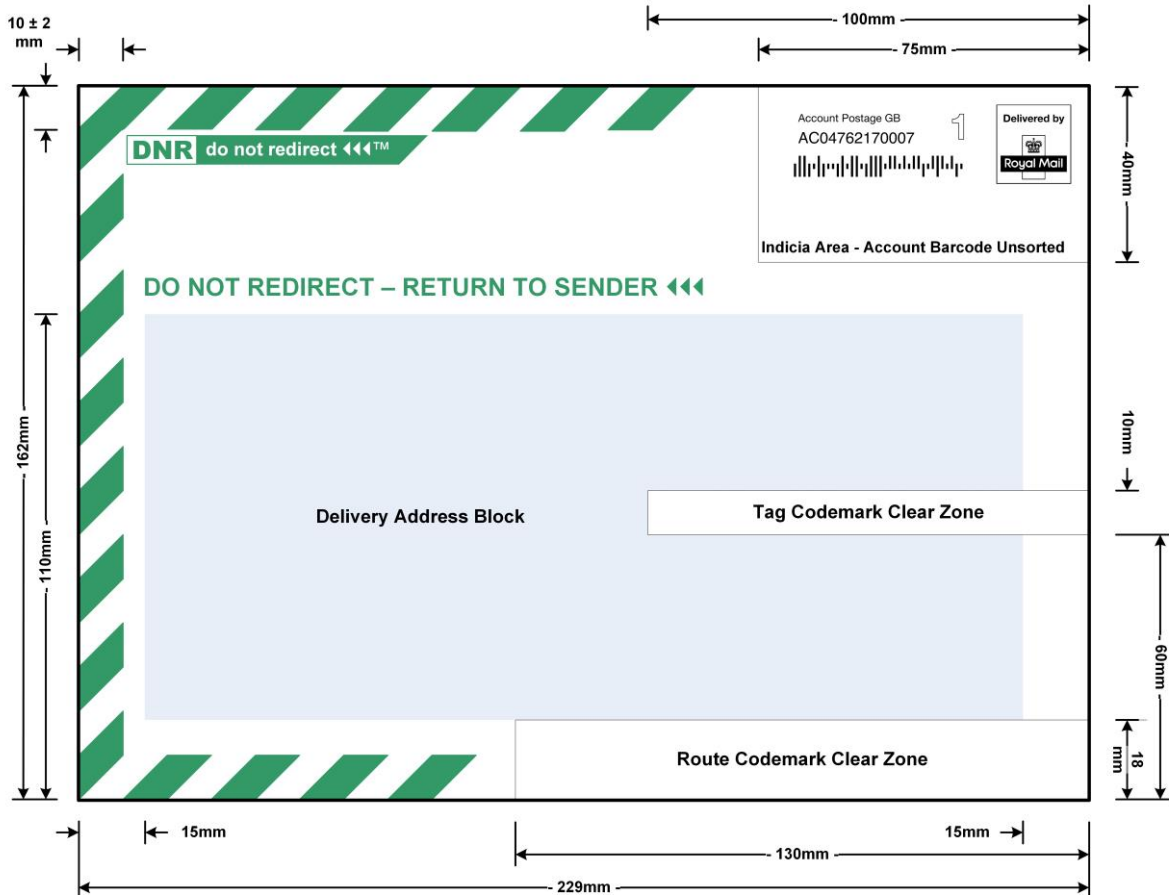 10 ± 2
mm
- 100mm -
- 75mm -
DNR do not redirect ™
Account Postage GB
AC04762170007
1
Delivered by
Royal Mail
- 40mm -
Indicia Area - Account Barcode Unsorted
DO NOT REDIRECT – RETURN TO SENDER
- 162mm -
- 110mm -
10mm
Delivery Address Block
Tag Codemark Clear Zone
- 60mm -
Route Codemark Clear Zone
18
mm
15mm
15mm
- 130mm -
- 229mm -